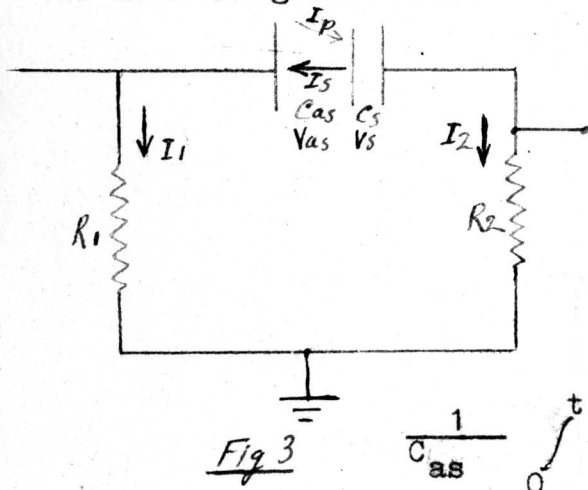 Ip
Is
Cas Cs
Vas Vs
I1
I2
R1
R2
Fig 3
1
Cas
t
0